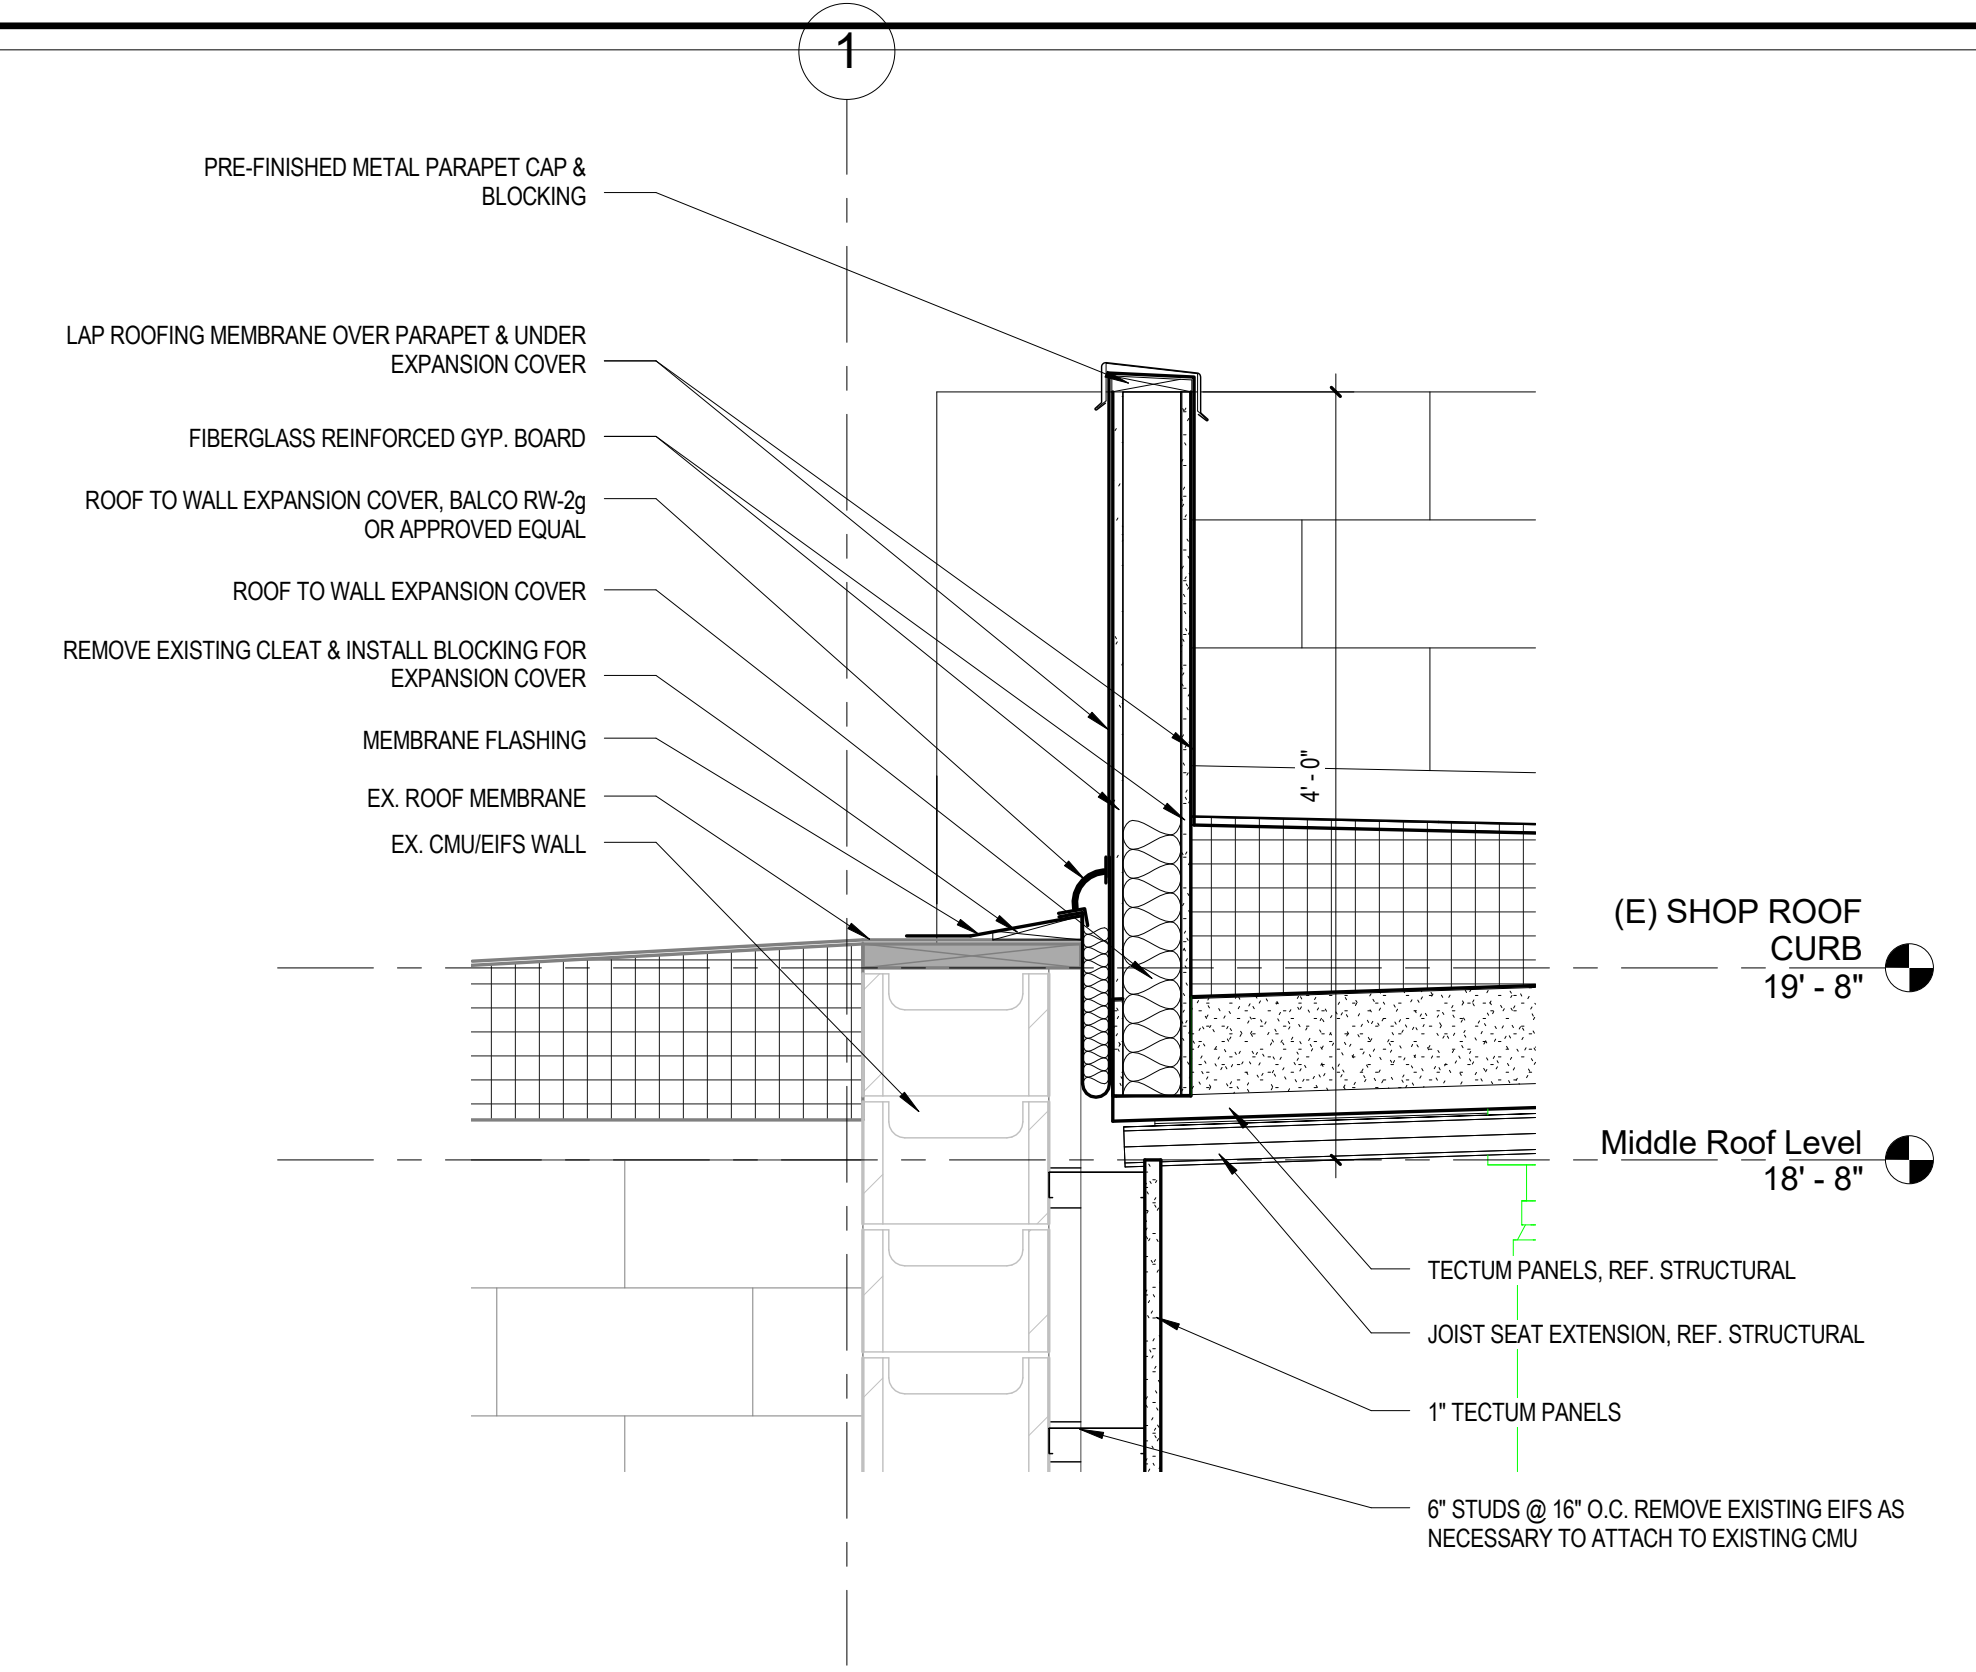 1
PRE-FINISHED METAL PARAPET CAP &
BLOCKING
LAP ROOFING MEMBRANE OVER PARAPET & UNDER
EXPANSION COVER
FIBERGLASS REINFORCED GYP. BOARD
ROOF TO WALL EXPANSION COVER, BALCO RW-2g
OR APPROVED EQUAL
ROOF TO WALL EXPANSION COVER
REMOVE EXISTING CLEAT & INSTALL BLOCKING FOR
EXPANSION COVER
MEMBRANE FLASHING
EX. ROOF MEMBRANE
EX. CMU/EIFS WALL
4' - 0"
(E) SHOP ROOF
CURB
19' - 8"
Middle Roof Level
18' - 8"
TECTUM PANELS, REF. STRUCTURAL
JOIST SEAT EXTENSION, REF. STRUCTURAL
1" TECTUM PANELS
6" STUDS @ 16" O.C. REMOVE EXISTING EIFS AS
NECESSARY TO ATTACH TO EXISTING CMU